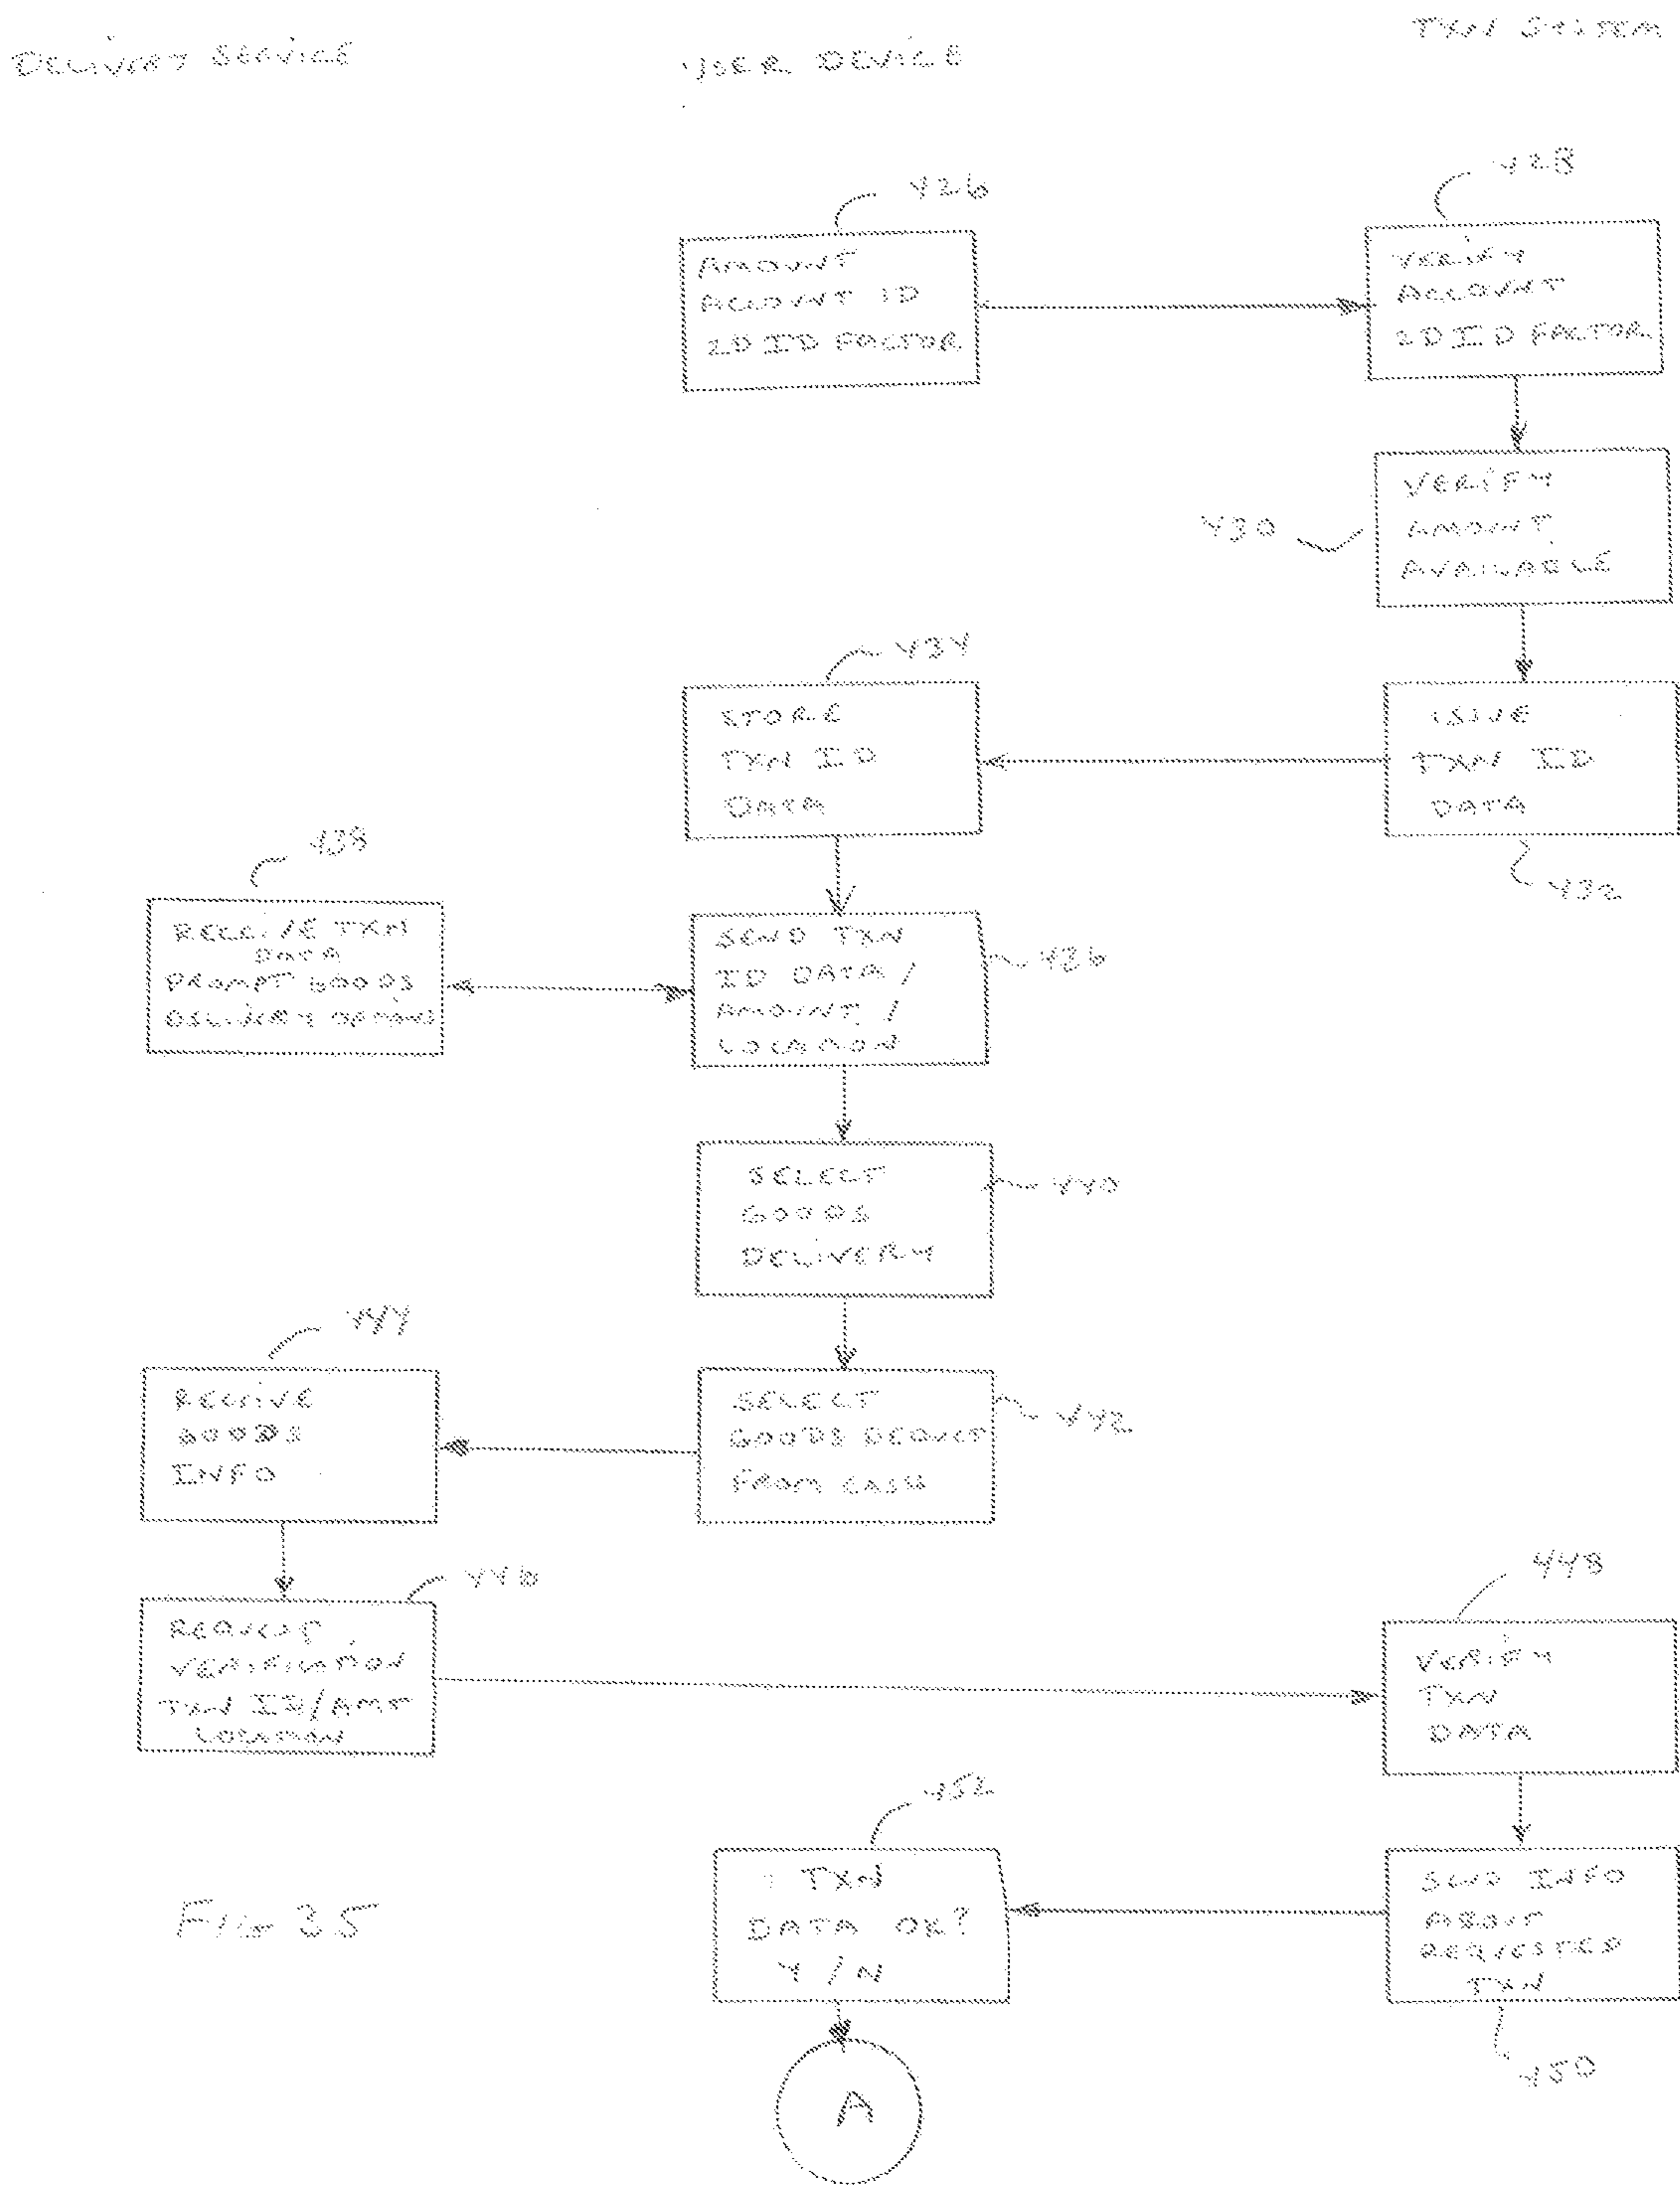 DELIVERY SERVICE
USER DEVICE
TXN SYSTEM
426
AMOUNT
ACCOUNT ID
2D ID FACTOR
428
VERIFY
ACCOUNT
2D ID FACTOR
430
VERIFY
AMOUNT
AVAILABLE
434
STORE
TXN ID
DATA
ISSUE
TXN ID
DATA
432
438
RECEIVE TXN
DATA
PROMPT GOODS
DELIVERY OPTIONS
SEND TXN
ID DATA /
AMOUNT /
LOCATION
436
SELECT
GOODS
DELIVERY
440
444
RECEIVE
GOODS
INFO
SELECT
GOODS DEDUCT
FROM CASH
442
446
REQUEST
VERIFICATION
TXN ID/AMT
LOCATION
448
VERIFY
TXN
DATA
452
TXN
DATA OK?
Y / N
SEND INFO
ABOUT
REQUESTED
TXN
450
FIG 35
A